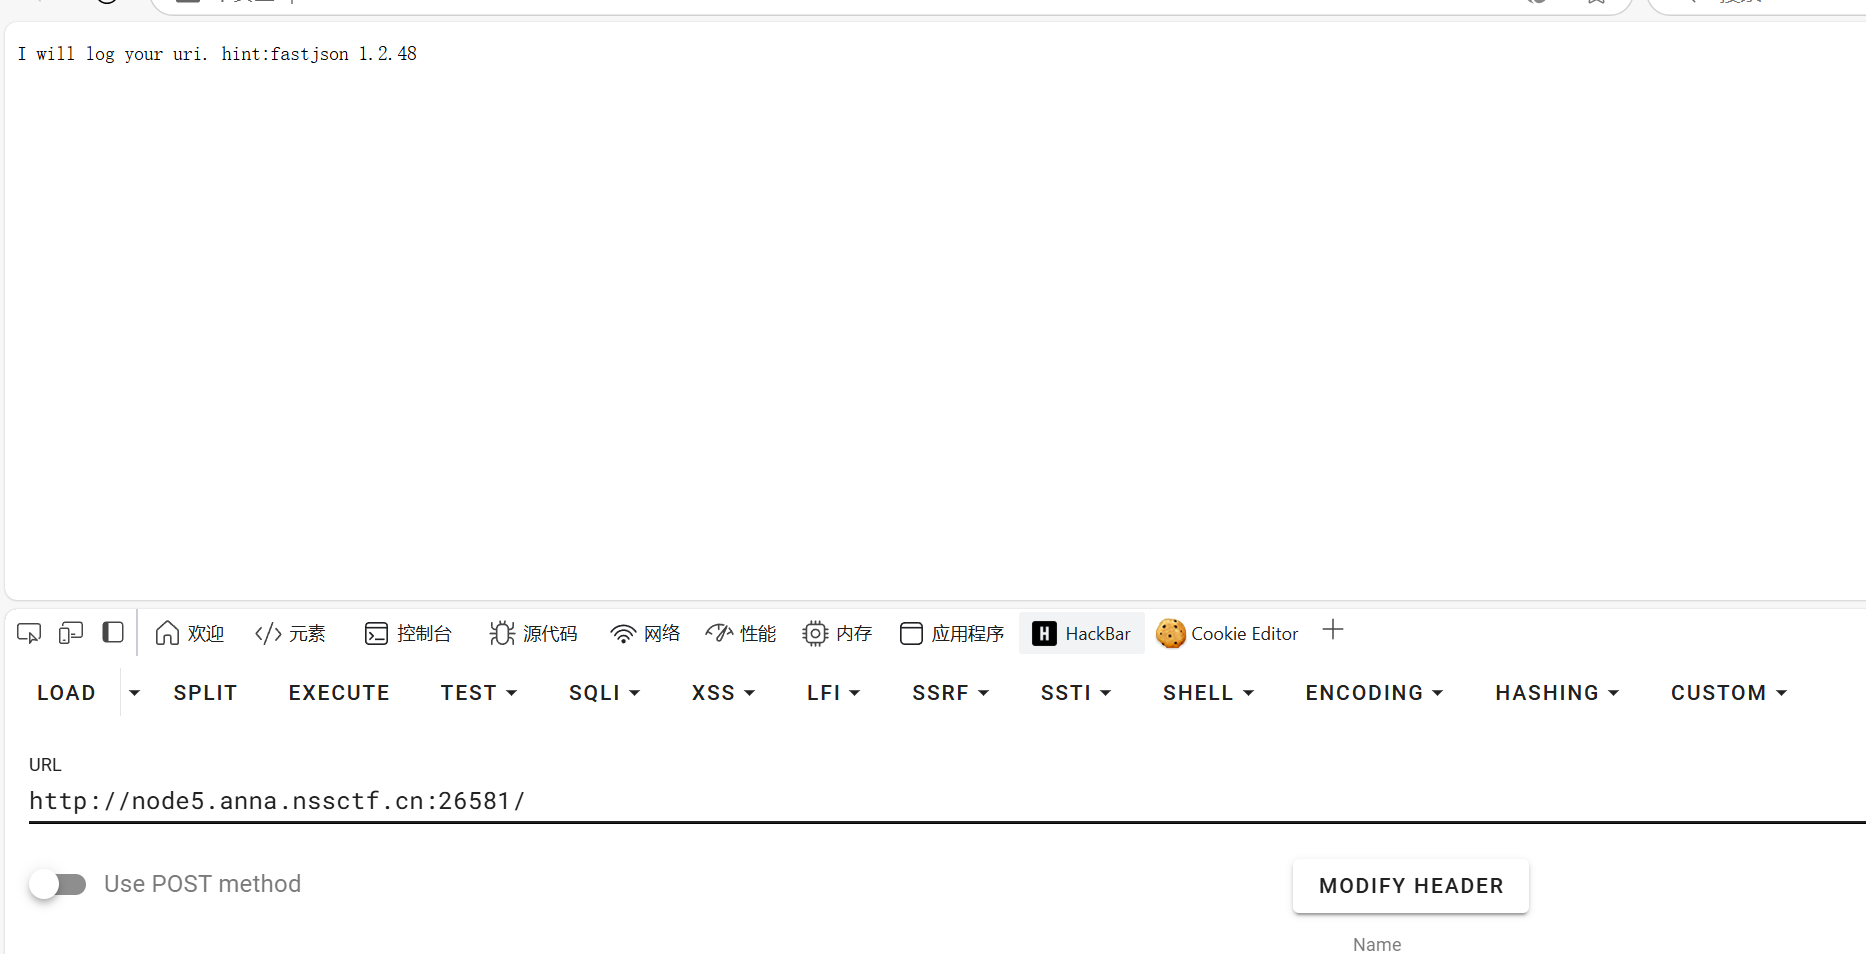 I will log your uri. hint:fastjson 1.2.48
欢迎 元素 控制台 源代码 网络 性能 内存 应用程序 HackBar Cookie Editor
LOAD SPLIT EXECUTE TEST SQLI XSS LFI SSRF SSTI SHELL ENCODING HASHING CUSTOM
URL
http://node5.anna.nssctf.cn:26581/
Use POST method MODIFY HEADER
Name